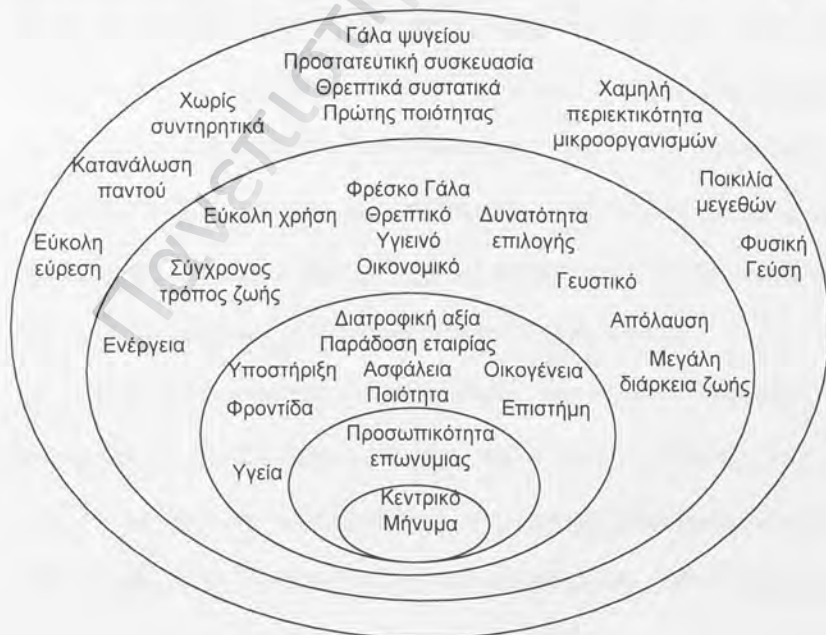 Γάλα ψυγείου
Προστατευτική συσκευασία
Θρεπτικά συστατικά
Πρώτης ποιότητας
Χωρίς
συντηρητικά
Χαμηλή
περιεκτικότητα
μικροοργανισμών
Κατανάλωση
παντού
Ποικιλία
μεγεθών
Εύκολη
εύρεση
Φυσική
Γεύση
Εύκολη χρήση
Φρέσκο Γάλα
Θρεπτικό
Υγιεινό
Οικονομικό
Δυνατότητα
επιλογής
Σύγχρονος
τρόπος ζωής
Γευστικό
Ενέργεια
Απόλαυση
Μεγάλη
διάρκεια ζωής
Διατροφική αξία
Παράδοση εταιρίας
Ασφάλεια
Ποιότητα
Υποστήριξη
Οικογένεια
Φροντίδα
Επιστήμη
Υγεία
Προσωπικότητα
επωνυμιας
Κεντρικό
Μήνυμα
Πανεπιστή